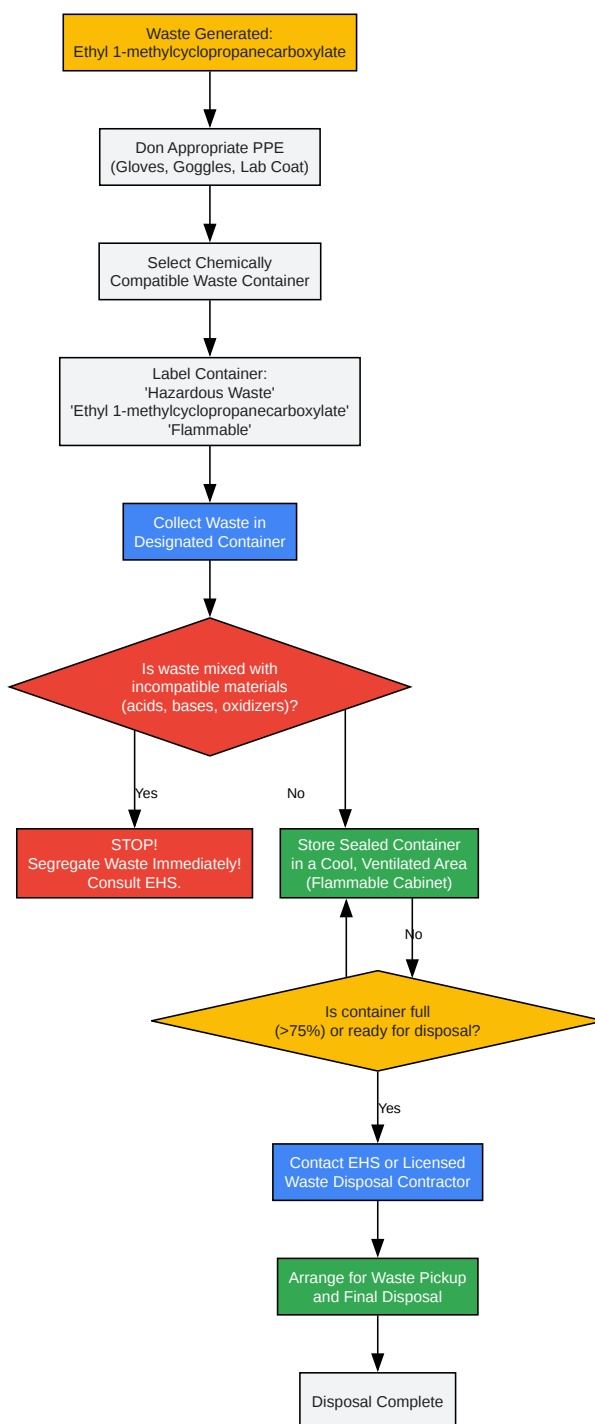 Waste Generated:
Ethyl 1-methylcyclopropanecarboxylate
Don Appropriate PPE
(Gloves, Goggles, Lab Coat)
Select Chemically
Compatible Waste Container
Label Container:
'Hazardous Waste'
'Ethyl 1-methylcyclopropanecarboxylate'
'Flammable'
Collect Waste in
Designated Container
Is waste mixed with
incompatible materials
(acids, bases, oxidizers)?
Yes
No
STOP!
Segregate Waste Immediately!
Consult EHS.
Store Sealed Container
in a Cool, Ventilated Area
(Flammable Cabinet)
No
Is container full
(>75%) or ready for disposal?
Yes
Contact EHS or Licensed
Waste Disposal Contractor
Arrange for Waste Pickup
and Final Disposal
Disposal Complete